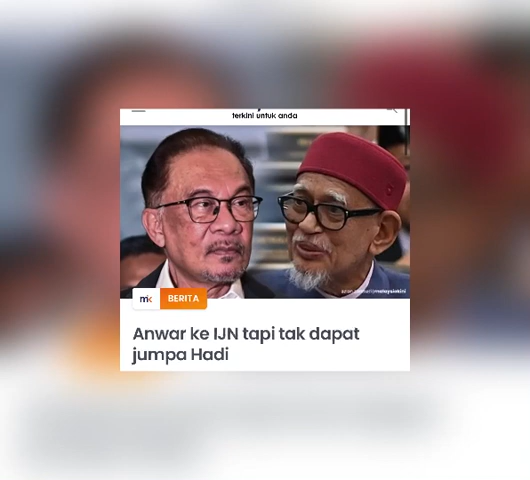 terkini untuk anda
mk BERITA
Anwar ke IJN tapi tak dapat
jumpa Hadi